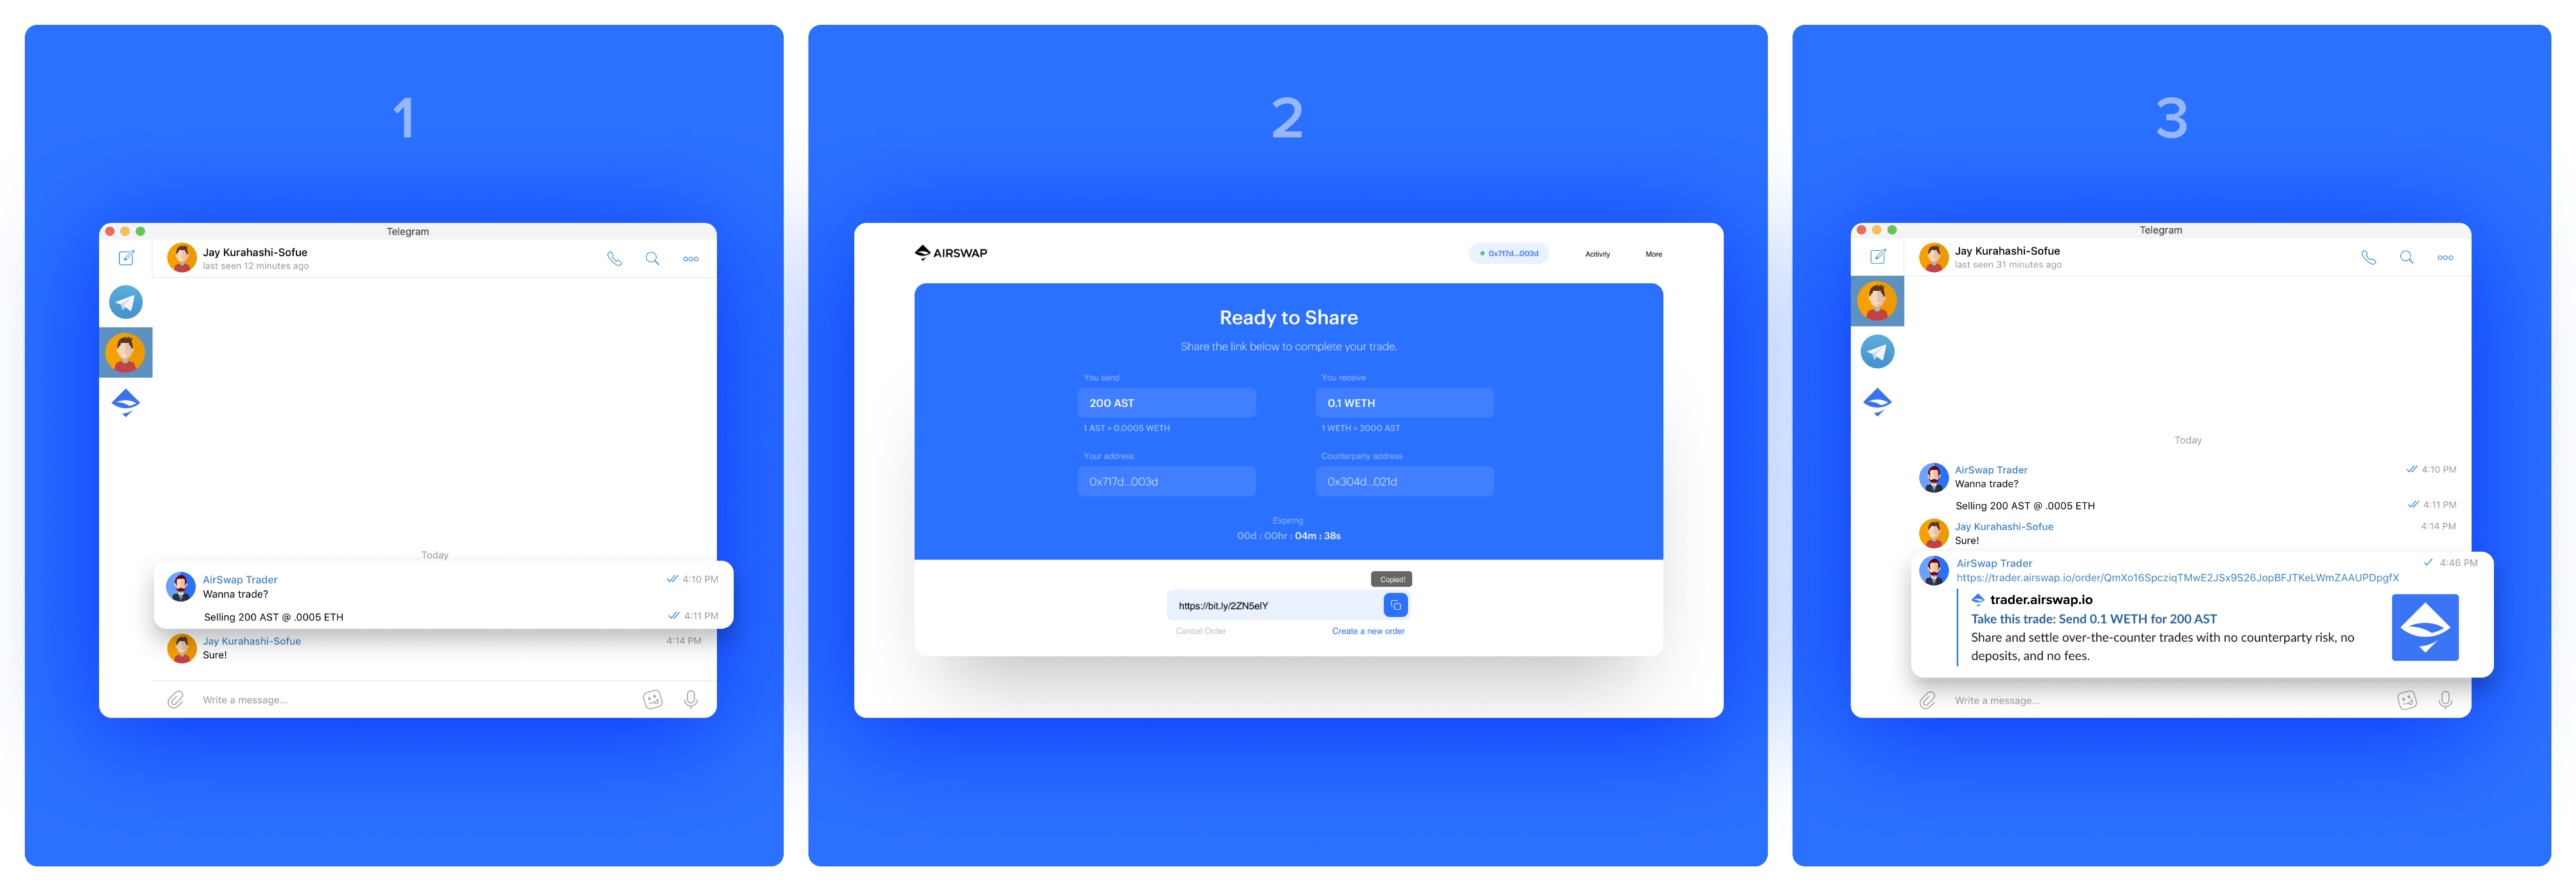 1
Telegram
Jay Kurahashi-Sofue
last seen 12 minutes ago
Today
AirSwap Trader
4:10 PM
Wanna trade?
Selling 200 AST @ .0005 ETH
4:11 PM
Jay Kurahashi-Sofue
4:14 PM
Sure!
Write a message...
2
AIRSWAP
0x717d...003d
Acitivity
More
Ready to Share
Share the link below to complete your trade.
You send
You receive
200 AST
0.1 WETH
1 AST = 0.0005 WETH
1 WETH = 2000 AST
Your address
Counterparty address
0x717d...003d
0x304d...021d
Expiring
00d : 00hr : 04m : 38s
Copied!
https://bit.ly/2ZN5elY
Cancel Order
Create a new order
3
Telegram
Jay Kurahashi-Sofue
last seen 31 minutes ago
Today
AirSwap Trader
4:10 PM
Wanna trade?
Selling 200 AST @ .0005 ETH
4:11 PM
Jay Kurahashi-Sofue
4:14 PM
Sure!
AirSwap Trader
4:46 PM
https://trader.airswap.io/order/QmXo16SpcziqTMwE2JSx9S26JopBFJTKeLWmZAAUPDpgfX
trader.airswap.io
Take this trade: Send 0.1 WETH for 200 AST
Share and settle over-the-counter trades with no counterparty risk, no
deposits, and no fees.
Write a message...